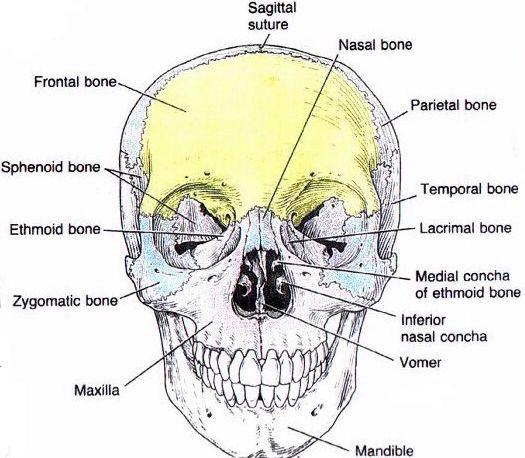 Sagittal
suture
Nasal bone
Frontal bone
Parietal bone
Sphenoid bone
Temporal bone
Ethmoid bone
Lacrimal bone
Medial concha
of ethmoid bone
Zygomatic bone
Inferior
nasal concha
Vomer
Maxilla
Mandible